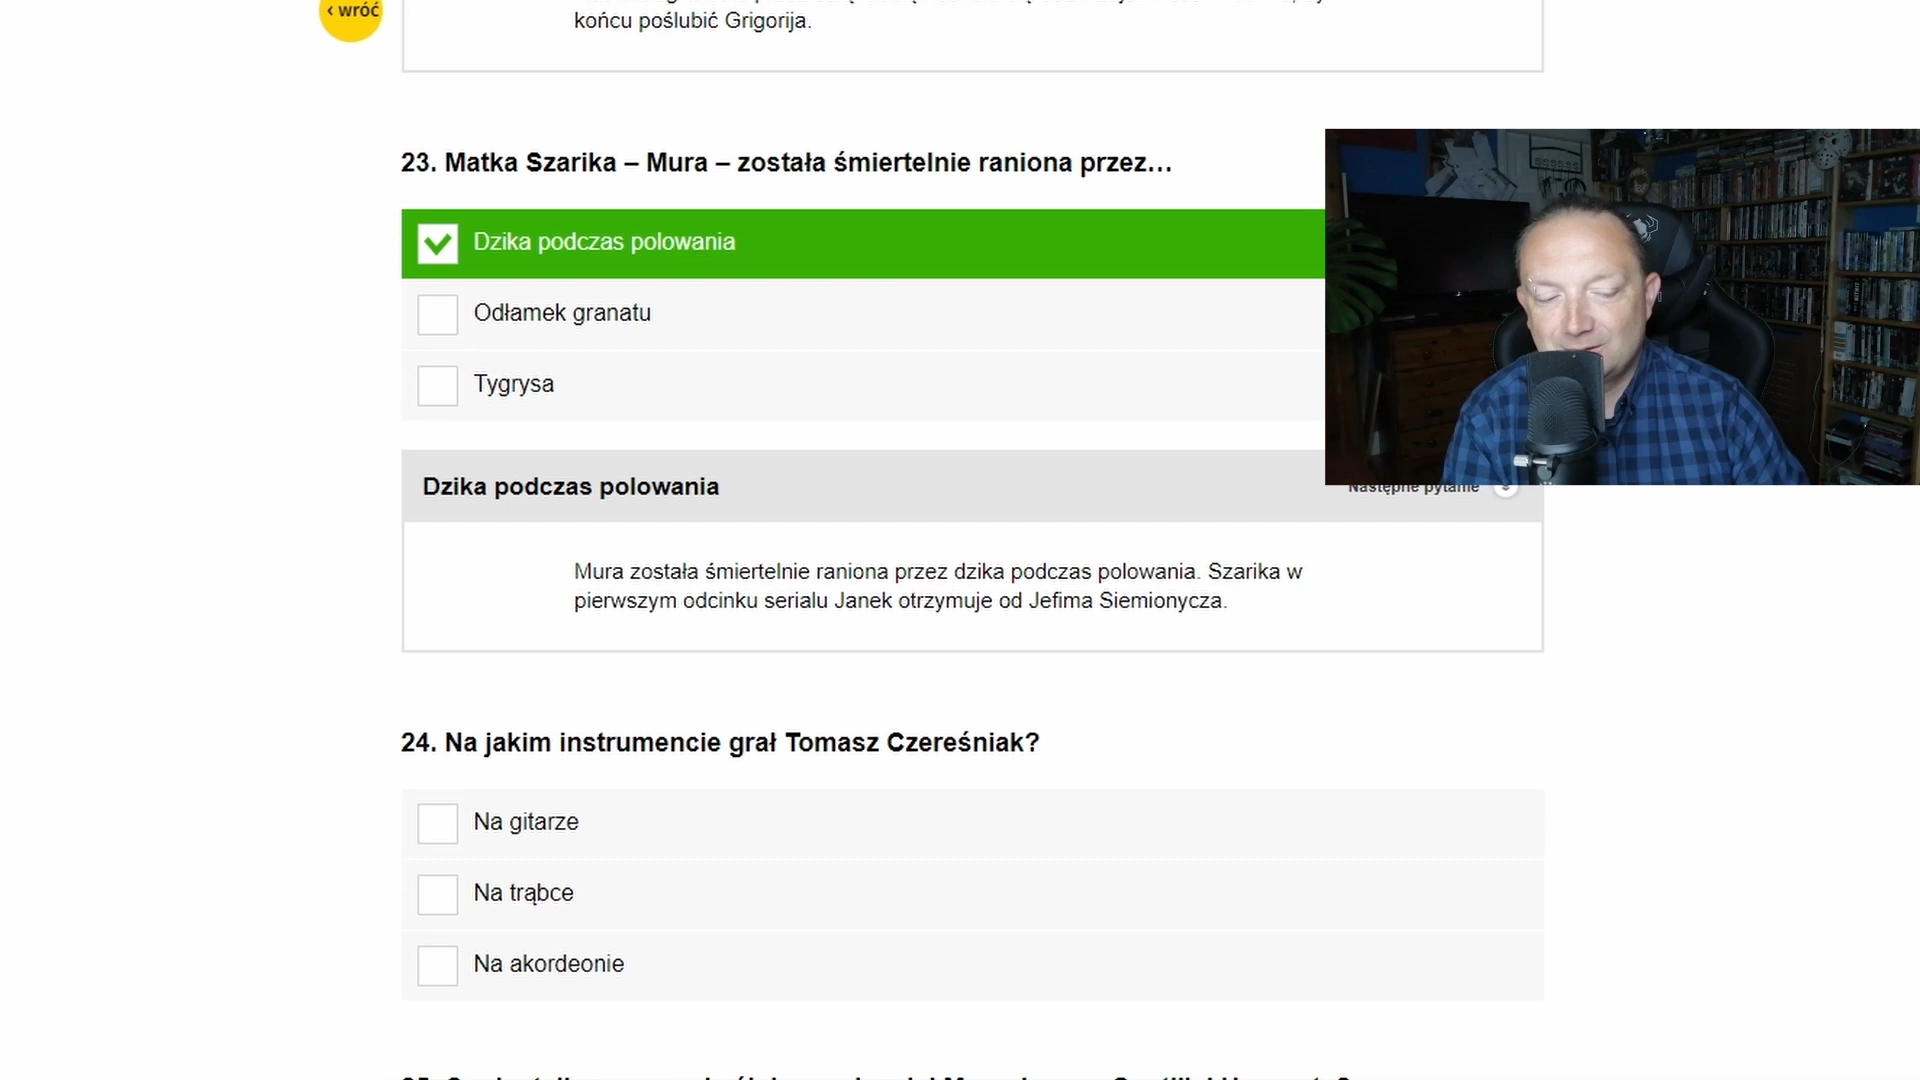 ‹ wróć
końcu poślubić Grigorija.
23. Matka Szarika – Mura – została śmiertelnie raniona przez…
Dzika podczas polowania
Odłamek granatu
Tygrysa
Dzika podczas polowania
Następne pytanie
Mura została śmiertelnie raniona przez dzika podczas polowania. Szarika w
pierwszym odcinku serialu Janek otrzymuje od Jefima Siemionycza.
24. Na jakim instrumencie grał Tomasz Czereśniak?
Na gitarze
Na trąbce
Na akordeonie